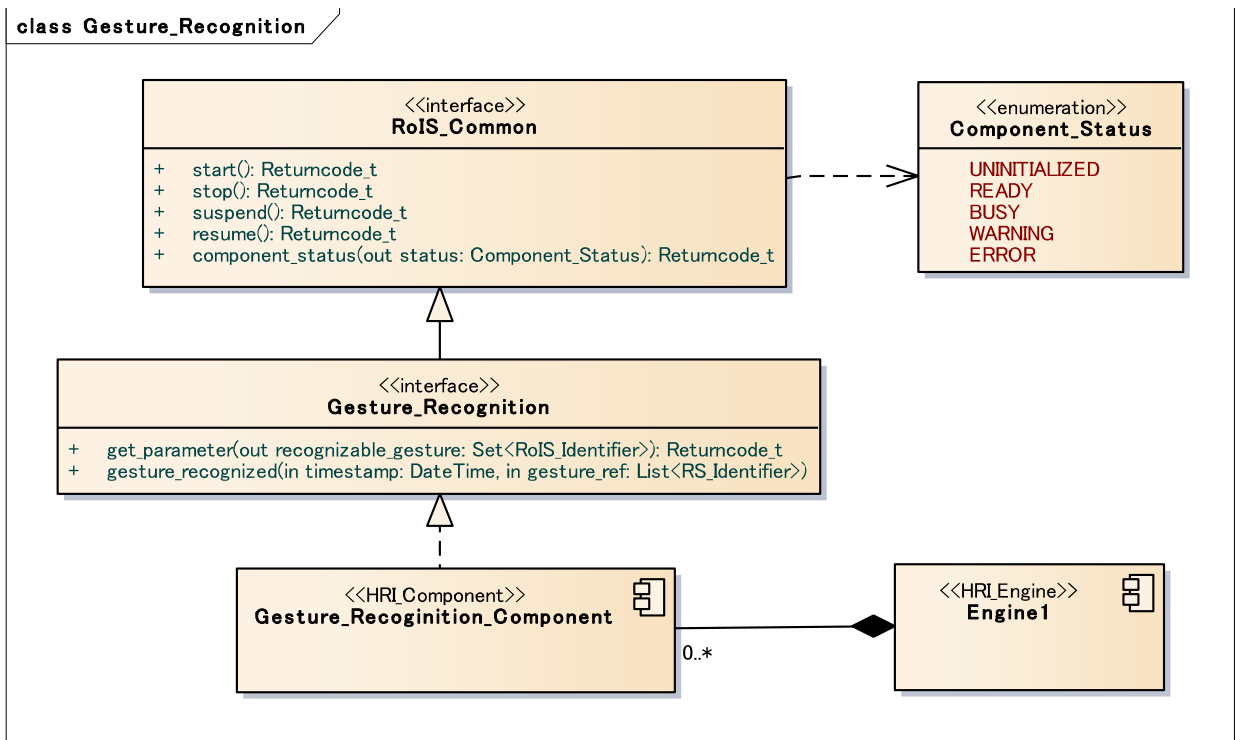 class Gesture_Recognition
<<interface>>
RoIS_Common
+ start(): Returncode_t
+ stop(): Returncode_t
+ suspend(): Returncode_t
+ resume(): Returncode_t
+ component_status(out status: Component_Status): Returncode_t
<<enumeration>>
Component_Status
UNINITIALIZED
READY
BUSY
WARNING
ERROR
<<interface>>
Gesture_Recognition
+ get_parameter(out recognizable_gesture: Set<RoIS_Identifier>): Returncode_t
+ gesture_recognized(in timestamp: DateTime, in gesture_ref: List<RS_Identifier>)
<<HRI_Component>>
Gesture_Recoginition_Component
0..*
<<HRI_Engine>>
Engine1